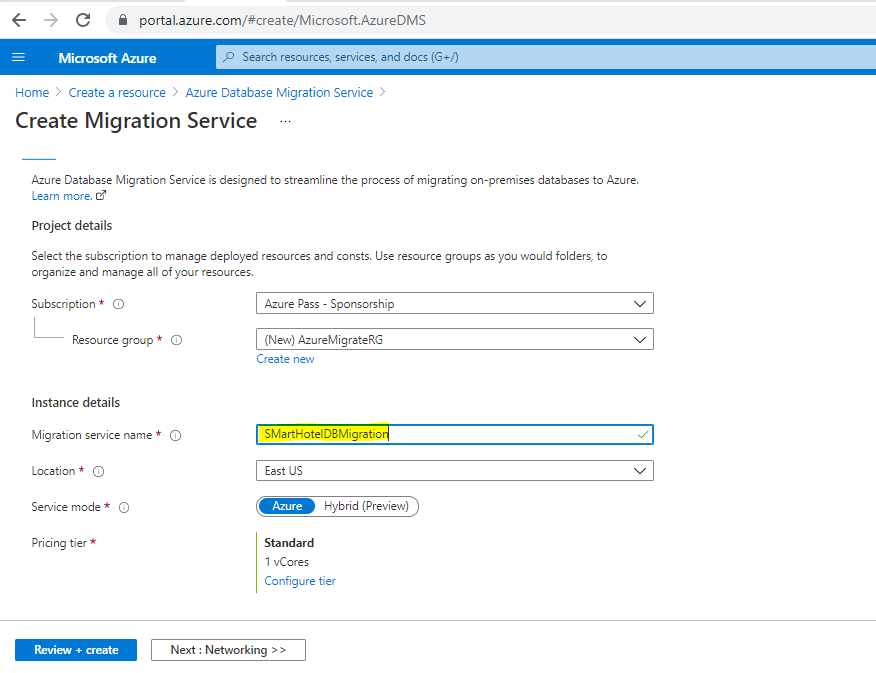 portal.azure.com/#create/Microsoft.AzureDMS
Microsoft Azure
Search resources, services, and docs (G+/)
Home > Create a resource > Azure Database Migration Service >
Create Migration Service ...
Azure Database Migration Service is designed to streamline the process of migrating on-premises databases to Azure.
Learn more.
Project details
Select the subscription to manage deployed resources and consts. Use resource groups as you would folders, to
organize and manage all of your resources.
Subscription *
Azure Pass - Sponsorship
Resource group *
(New) AzureMigrateRG
Create new
Instance details
Migration service name *
SMartHotelDBMigration
Location *
East US
Service mode *
Azure Hybrid (Preview)
Pricing tier *
Standard
1 vCores
Configure tier
Review + create
Next : Networking >>